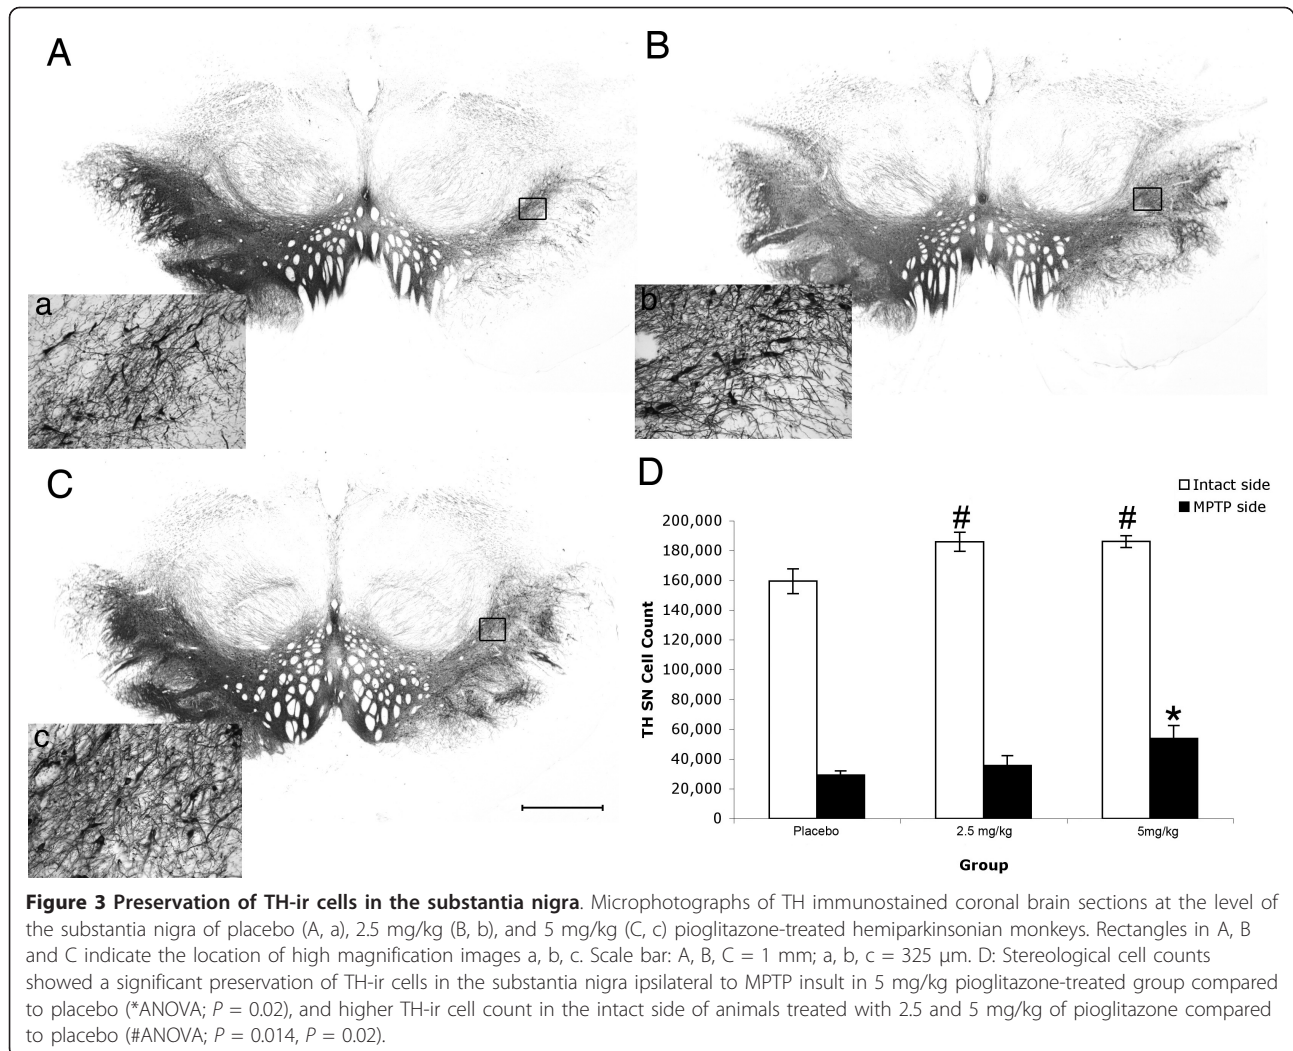 A
B
a
b
C
D
c
Intact side
MPTP side
#
#
*
200,000
180,000
160,000
140,000
120,000
100,000
80,000
60,000
40,000
20,000
0
TH SN Cell Count
Placebo
2.5 mg/kg
5mg/kg
Group
Figure 3 Preservation of TH-ir cells in the substantia nigra. Microphotographs of TH immunostained coronal brain sections at the level of
the substantia nigra of placebo (A, a), 2.5 mg/kg (B, b), and 5 mg/kg (C, c) pioglitazone-treated hemiparkinsonian monkeys. Rectangles in A, B
and C indicate the location of high magnification images a, b, c. Scale bar: A, B, C = 1 mm; a, b, c = 325 μm. D: Stereological cell counts
showed a significant preservation of TH-ir cells in the substantia nigra ipsilateral to MPTP insult in 5 mg/kg pioglitazone-treated group compared
to placebo (*ANOVA; P = 0.02), and higher TH-ir cell count in the intact side of animals treated with 2.5 and 5 mg/kg of pioglitazone compared
to placebo (#ANOVA; P = 0.014, P = 0.02).